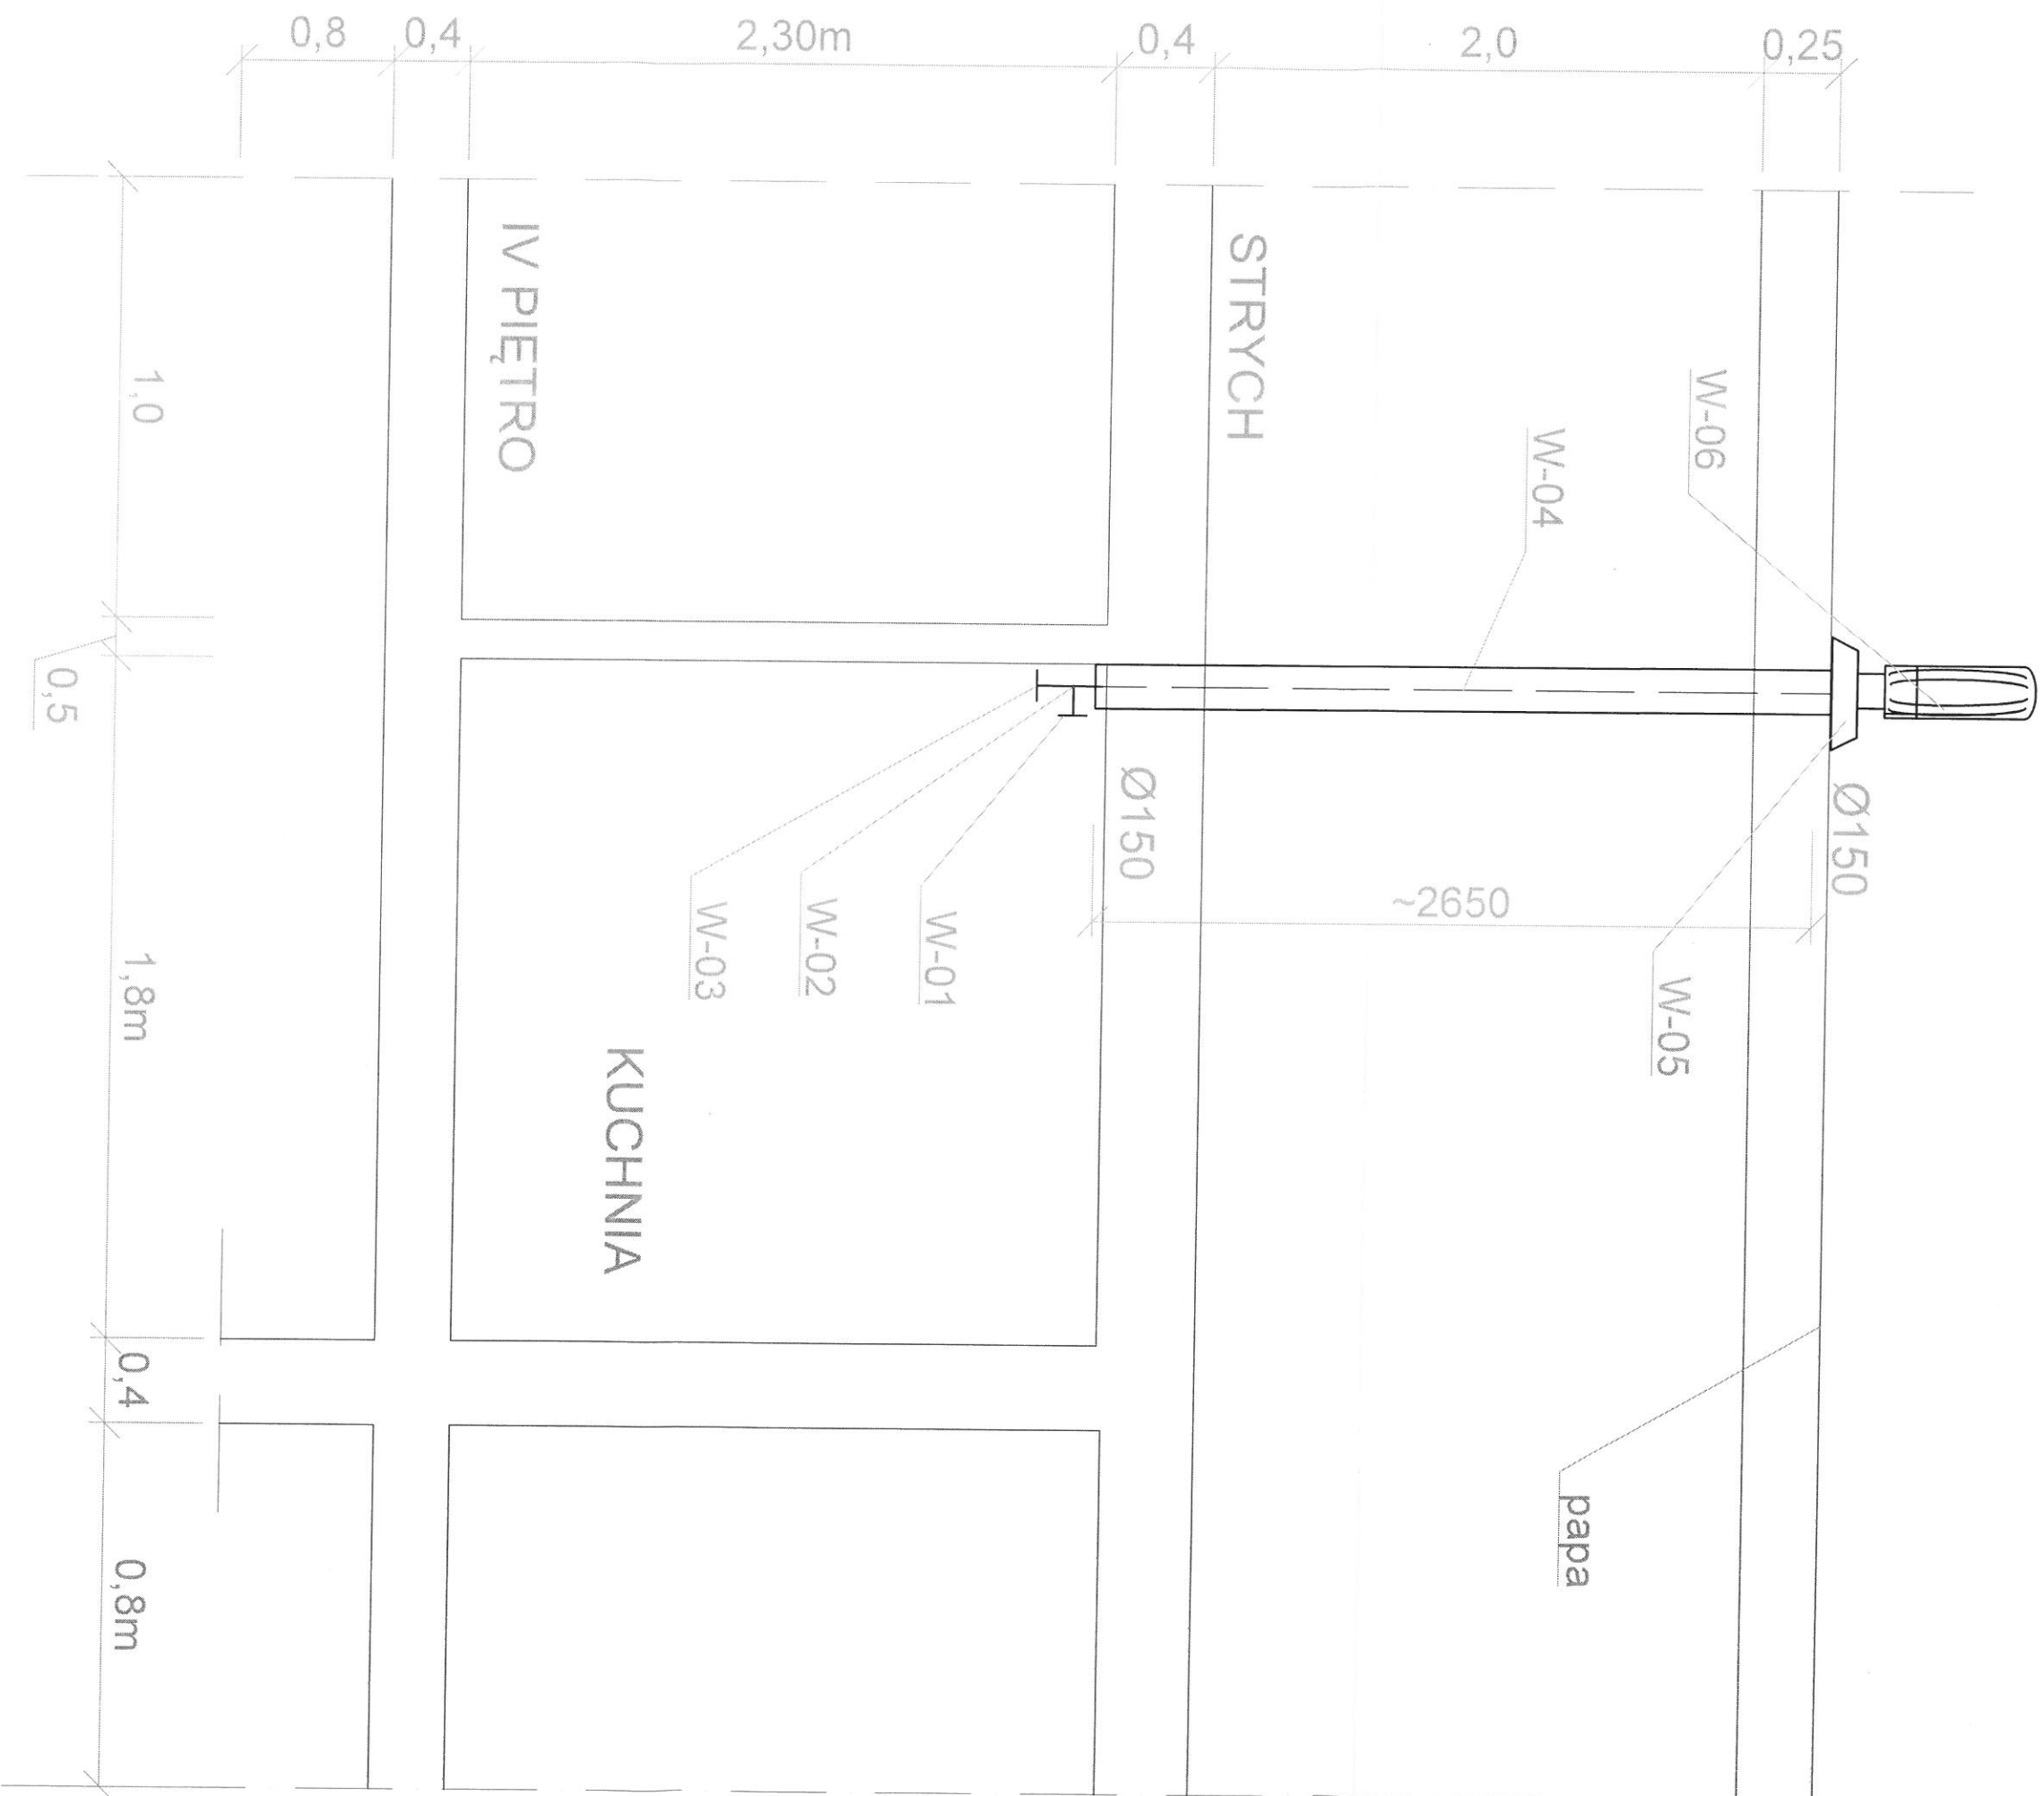 0,8
0,4
2,30m
0,4
2,0
0,25
IV PIĘTRO
STRYCH
W-06
W-04
1,0
0,5
Ø150
Ø150
~2650
W-03
W-02
W-01
W-05
1,8m
KUCHNIA
0,4
papa
0,8m